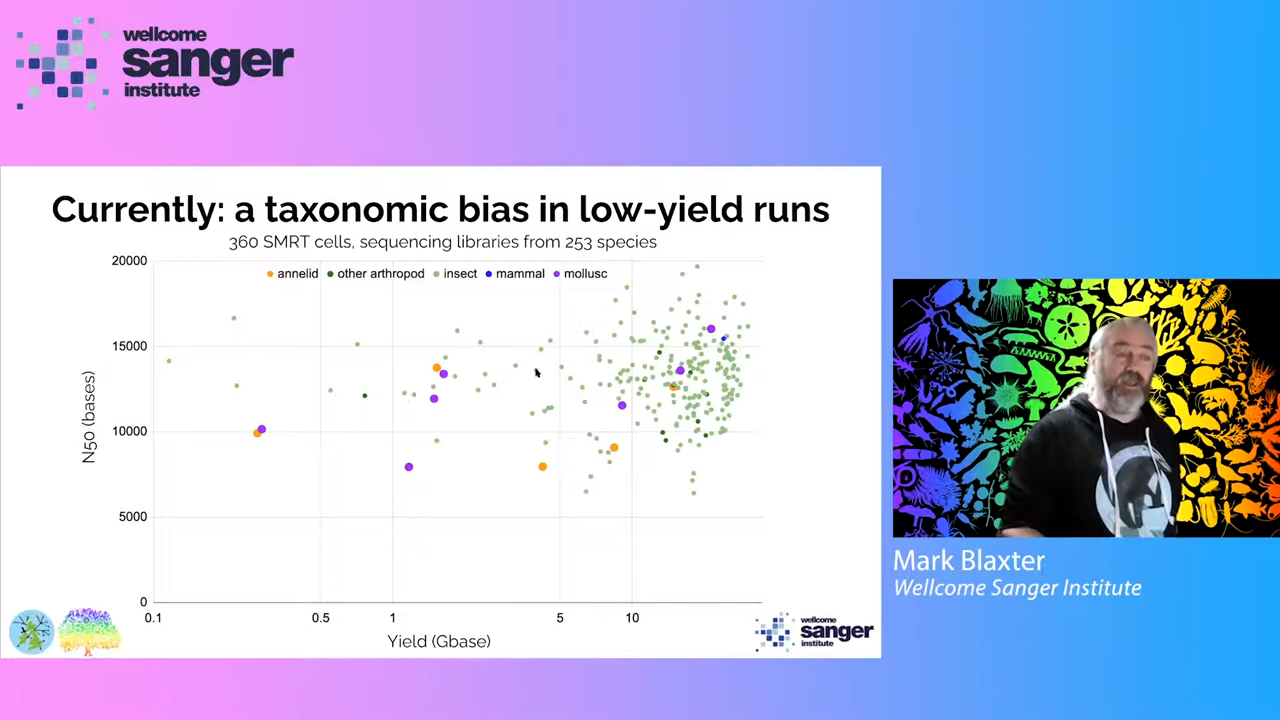 wellcome
sanger
institute
Currently: a taxonomic bias in low-yield runs
360 SMRT cells, sequencing libraries from 253 species
annelid other arthropod insect mammal mollusc
20000
15000
10000
5000
0
N50 (bases)
0.1 0.5 1 5 10
Yield (Gbase)
wellcome
sanger
institute
Mark Blaxter
Wellcome Sanger Institute